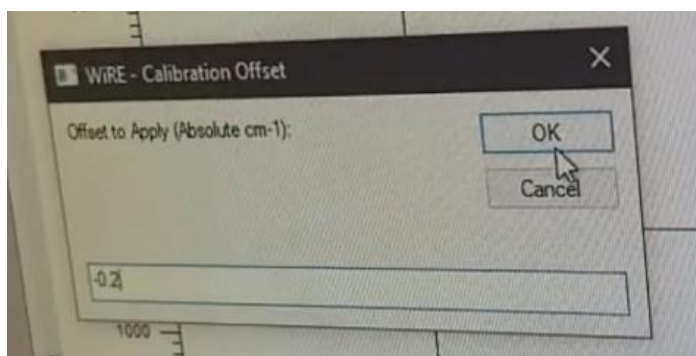 WiRE - Calibration Offset
Offset to Apply (Absolute cm-1):
OK
Cancel
-0.2
1000